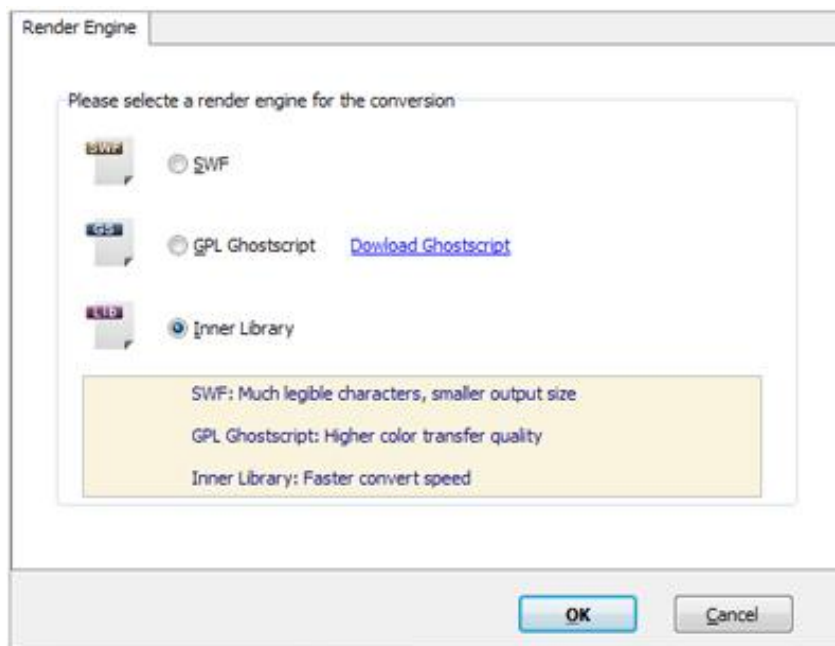 Render Engine
Please selecte a render engine for the conversion
SWF
SWF
GS
GPL Ghostscript Dowload Ghostscript
Lib
Inner Library
SWF: Much legible characters, smaller output size
GPL Ghostscript: Higher color transfer quality
Inner Library: Faster convert speed
OK Cancel